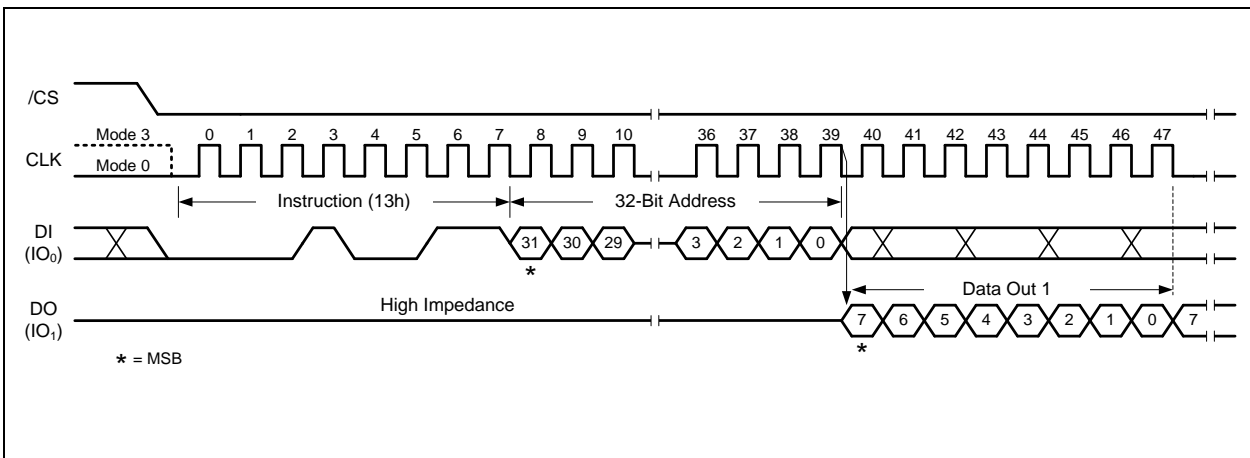 /CS
Mode 3 0 1 2 3 4 5 6 7 8 9 10 36 37 38 39 40 41 42 43 44 45 46 47
CLK Mode 0
Instruction (13h) 32-Bit Address
DI
(IO₀) 31 30 29 3 2 1 0
*
High Impedance Data Out 1
DO
(IO₁) 7 6 5 4 3 2 1 0 7
*
* = MSB